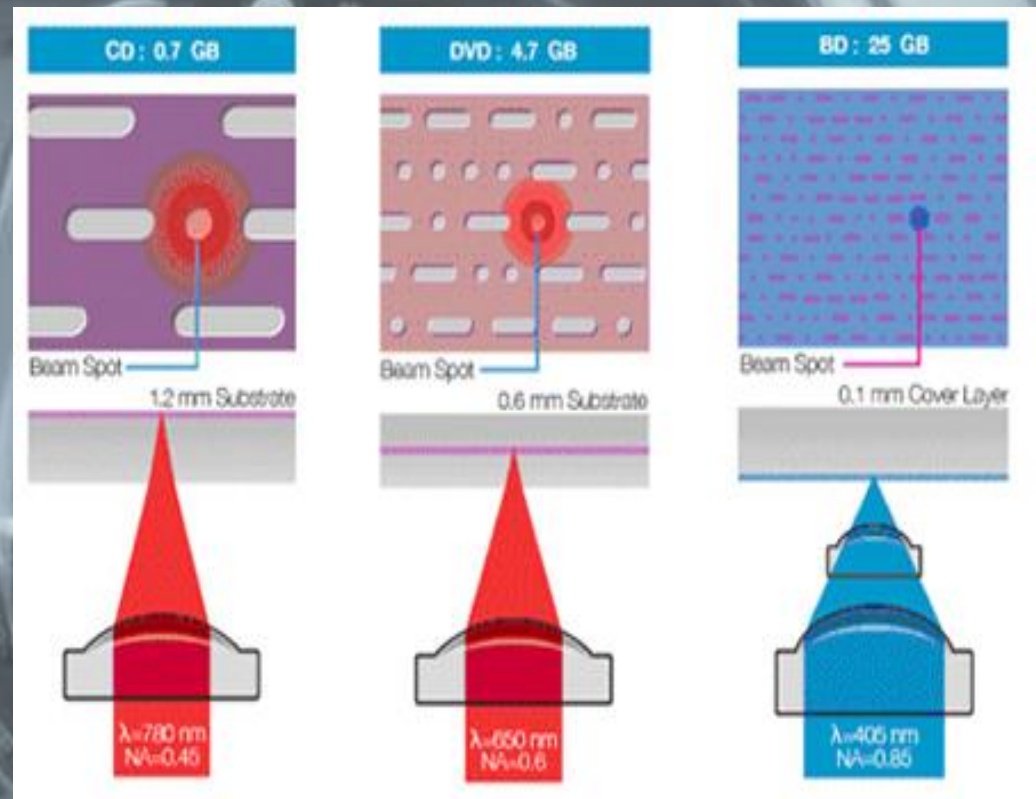 CD : 0.7 GB
Beam Spot
1.2 mm Substrate
λ=780 nm
NA=0.45
DVD : 4.7 GB
Beam Spot
0.6 mm Substrate
λ=650 nm
NA=0.6
BD : 25 GB
Beam Spot
0.1 mm Cover Layer
λ=405 nm
NA=0.85